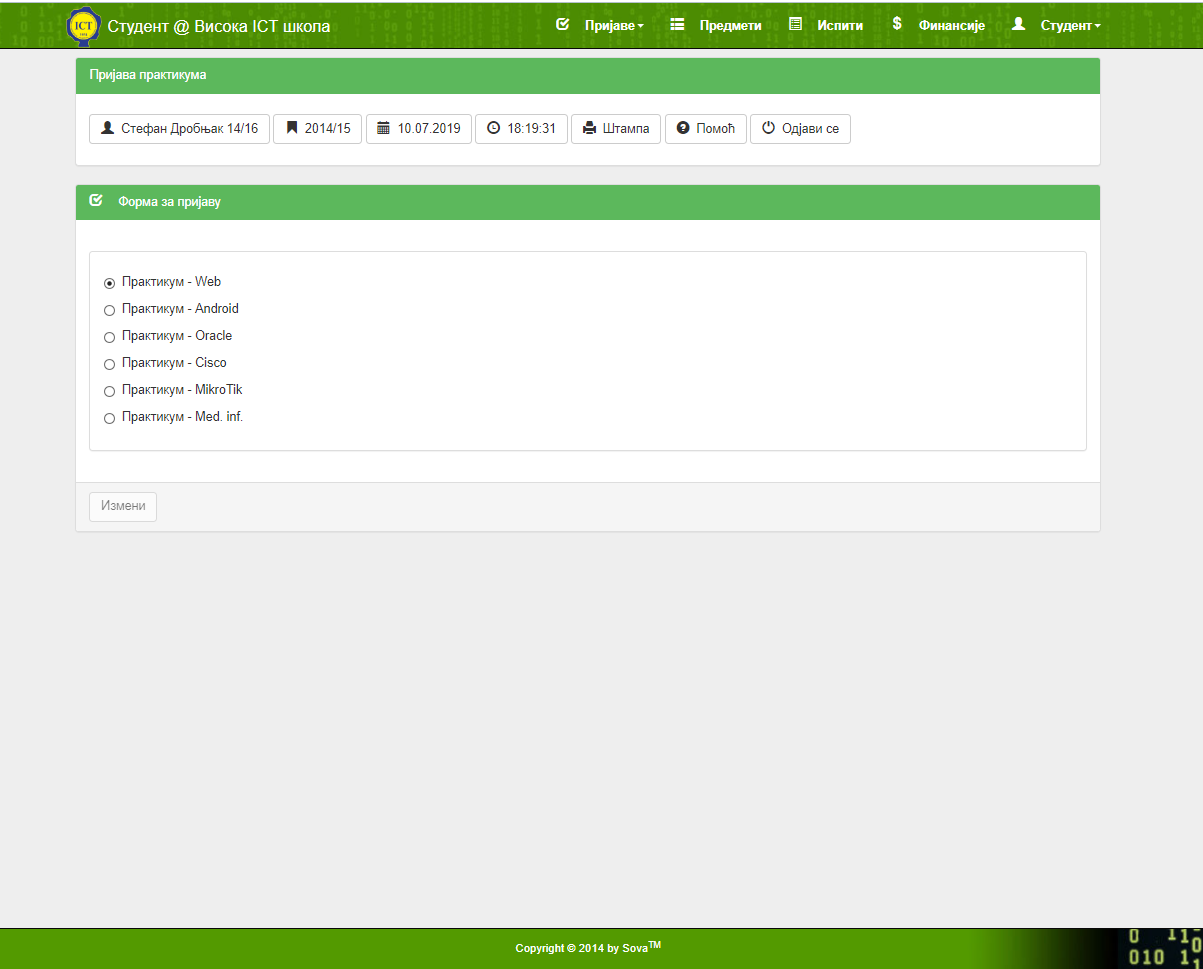 ICT Студент @ Висока ICT школа Пријаве Предмети Испити $ Финансије Студент
Пријава практикума
Стефан Дробњак 14/16 2014/15 10.07.2019 18:19:31 Штампа Помоћ Одјави се
Форма за пријаву
Практикум - Web
Практикум - Android
Практикум - Oracle
Практикум - Cisco
Практикум - MikroTik
Практикум - Med. inf.
Измени
Copyright © 2014 by Sova™